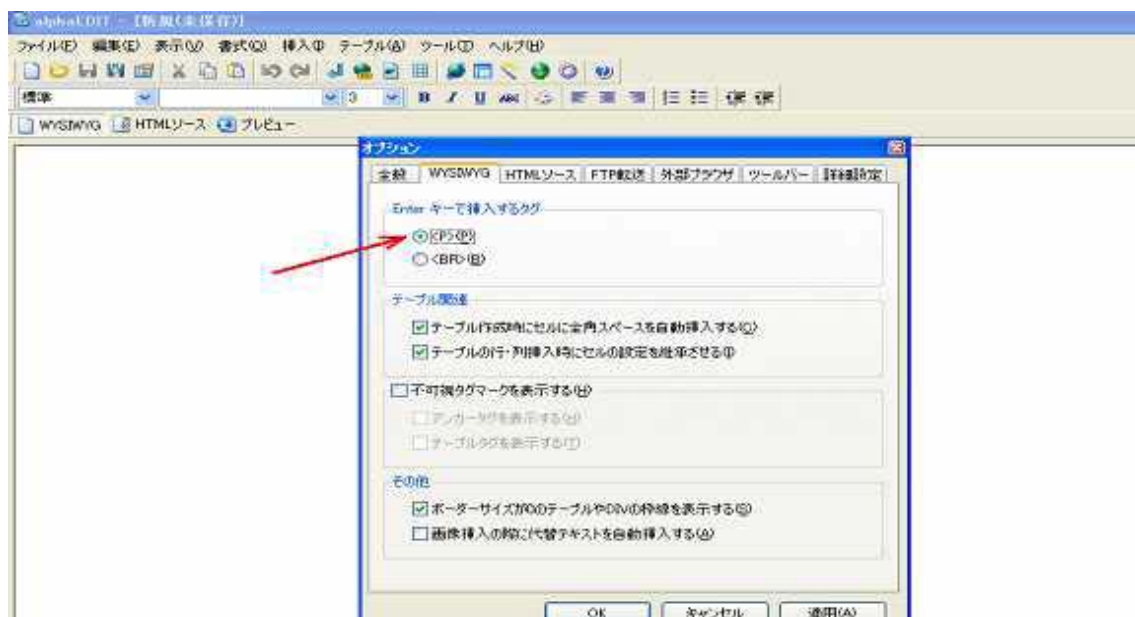 alphaEDIT - [新規(未保存)]
ファイル(F) 編集(E) 表示(V) 書式(O) 挿入(I) テーブル(A) ツール(T) ヘルプ(H)
標準 3 B I U ABC
WYSIWYG HTMLソース プレビュー
オプション
全般 WYSIWYG HTMLソース FTP転送 外部ブラウザ ツールバー 詳細設定
Enter キーで挿入するタグ
<P>(P)
<BR>(B)
テーブル関連
テーブル作成時にセルに全角スペースを自動挿入する(C)
テーブルの行・列挿入時にセルの設定を継承させる(I)
不可視タグマークを表示する(H)
アンカータグを表示する(N)
テーブルタグを表示する(T)
その他
ボーダーサイズが0のテーブルやDIVの枠線を表示する(S)
画像挿入の際に代替テキストを自動挿入する(A)
OK キャンセル 適用(A)